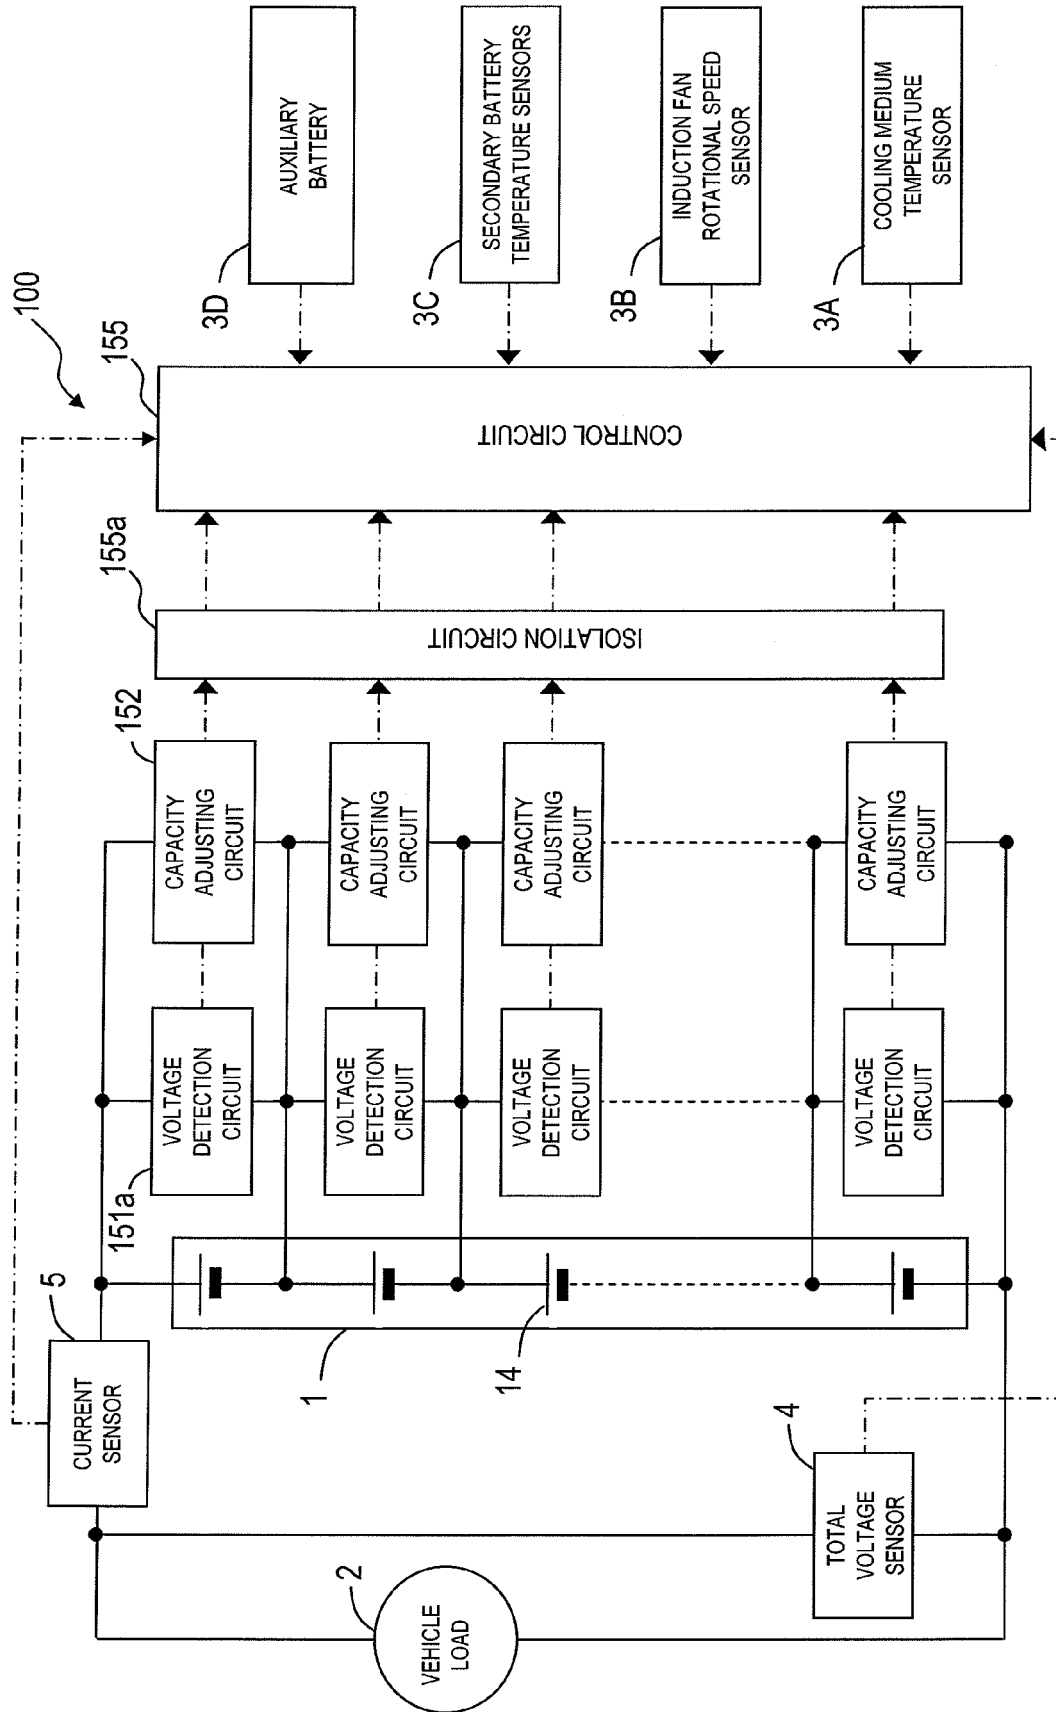 100
CURRENT
SENSOR
5
VEHICLE
LOAD
2
TOTAL
VOLTAGE
SENSOR
4
1
14
151a
VOLTAGE
DETECTION
CIRCUIT
VOLTAGE
DETECTION
CIRCUIT
VOLTAGE
DETECTION
CIRCUIT
VOLTAGE
DETECTION
CIRCUIT
152
CAPACITY
ADJUSTING
CIRCUIT
CAPACITY
ADJUSTING
CIRCUIT
CAPACITY
ADJUSTING
CIRCUIT
CAPACITY
ADJUSTING
CIRCUIT
155a
ISOLATION CIRCUIT
155
CONTROL CIRCUIT
3D
AUXILIARY
BATTERY
3C
SECONDARY BATTERY
TEMPERATURE SENSORS
3B
INDUCTION FAN
ROTATIONAL SPEED
SENSOR
3A
COOLING MEDIUM
TEMPERATURE
SENSOR